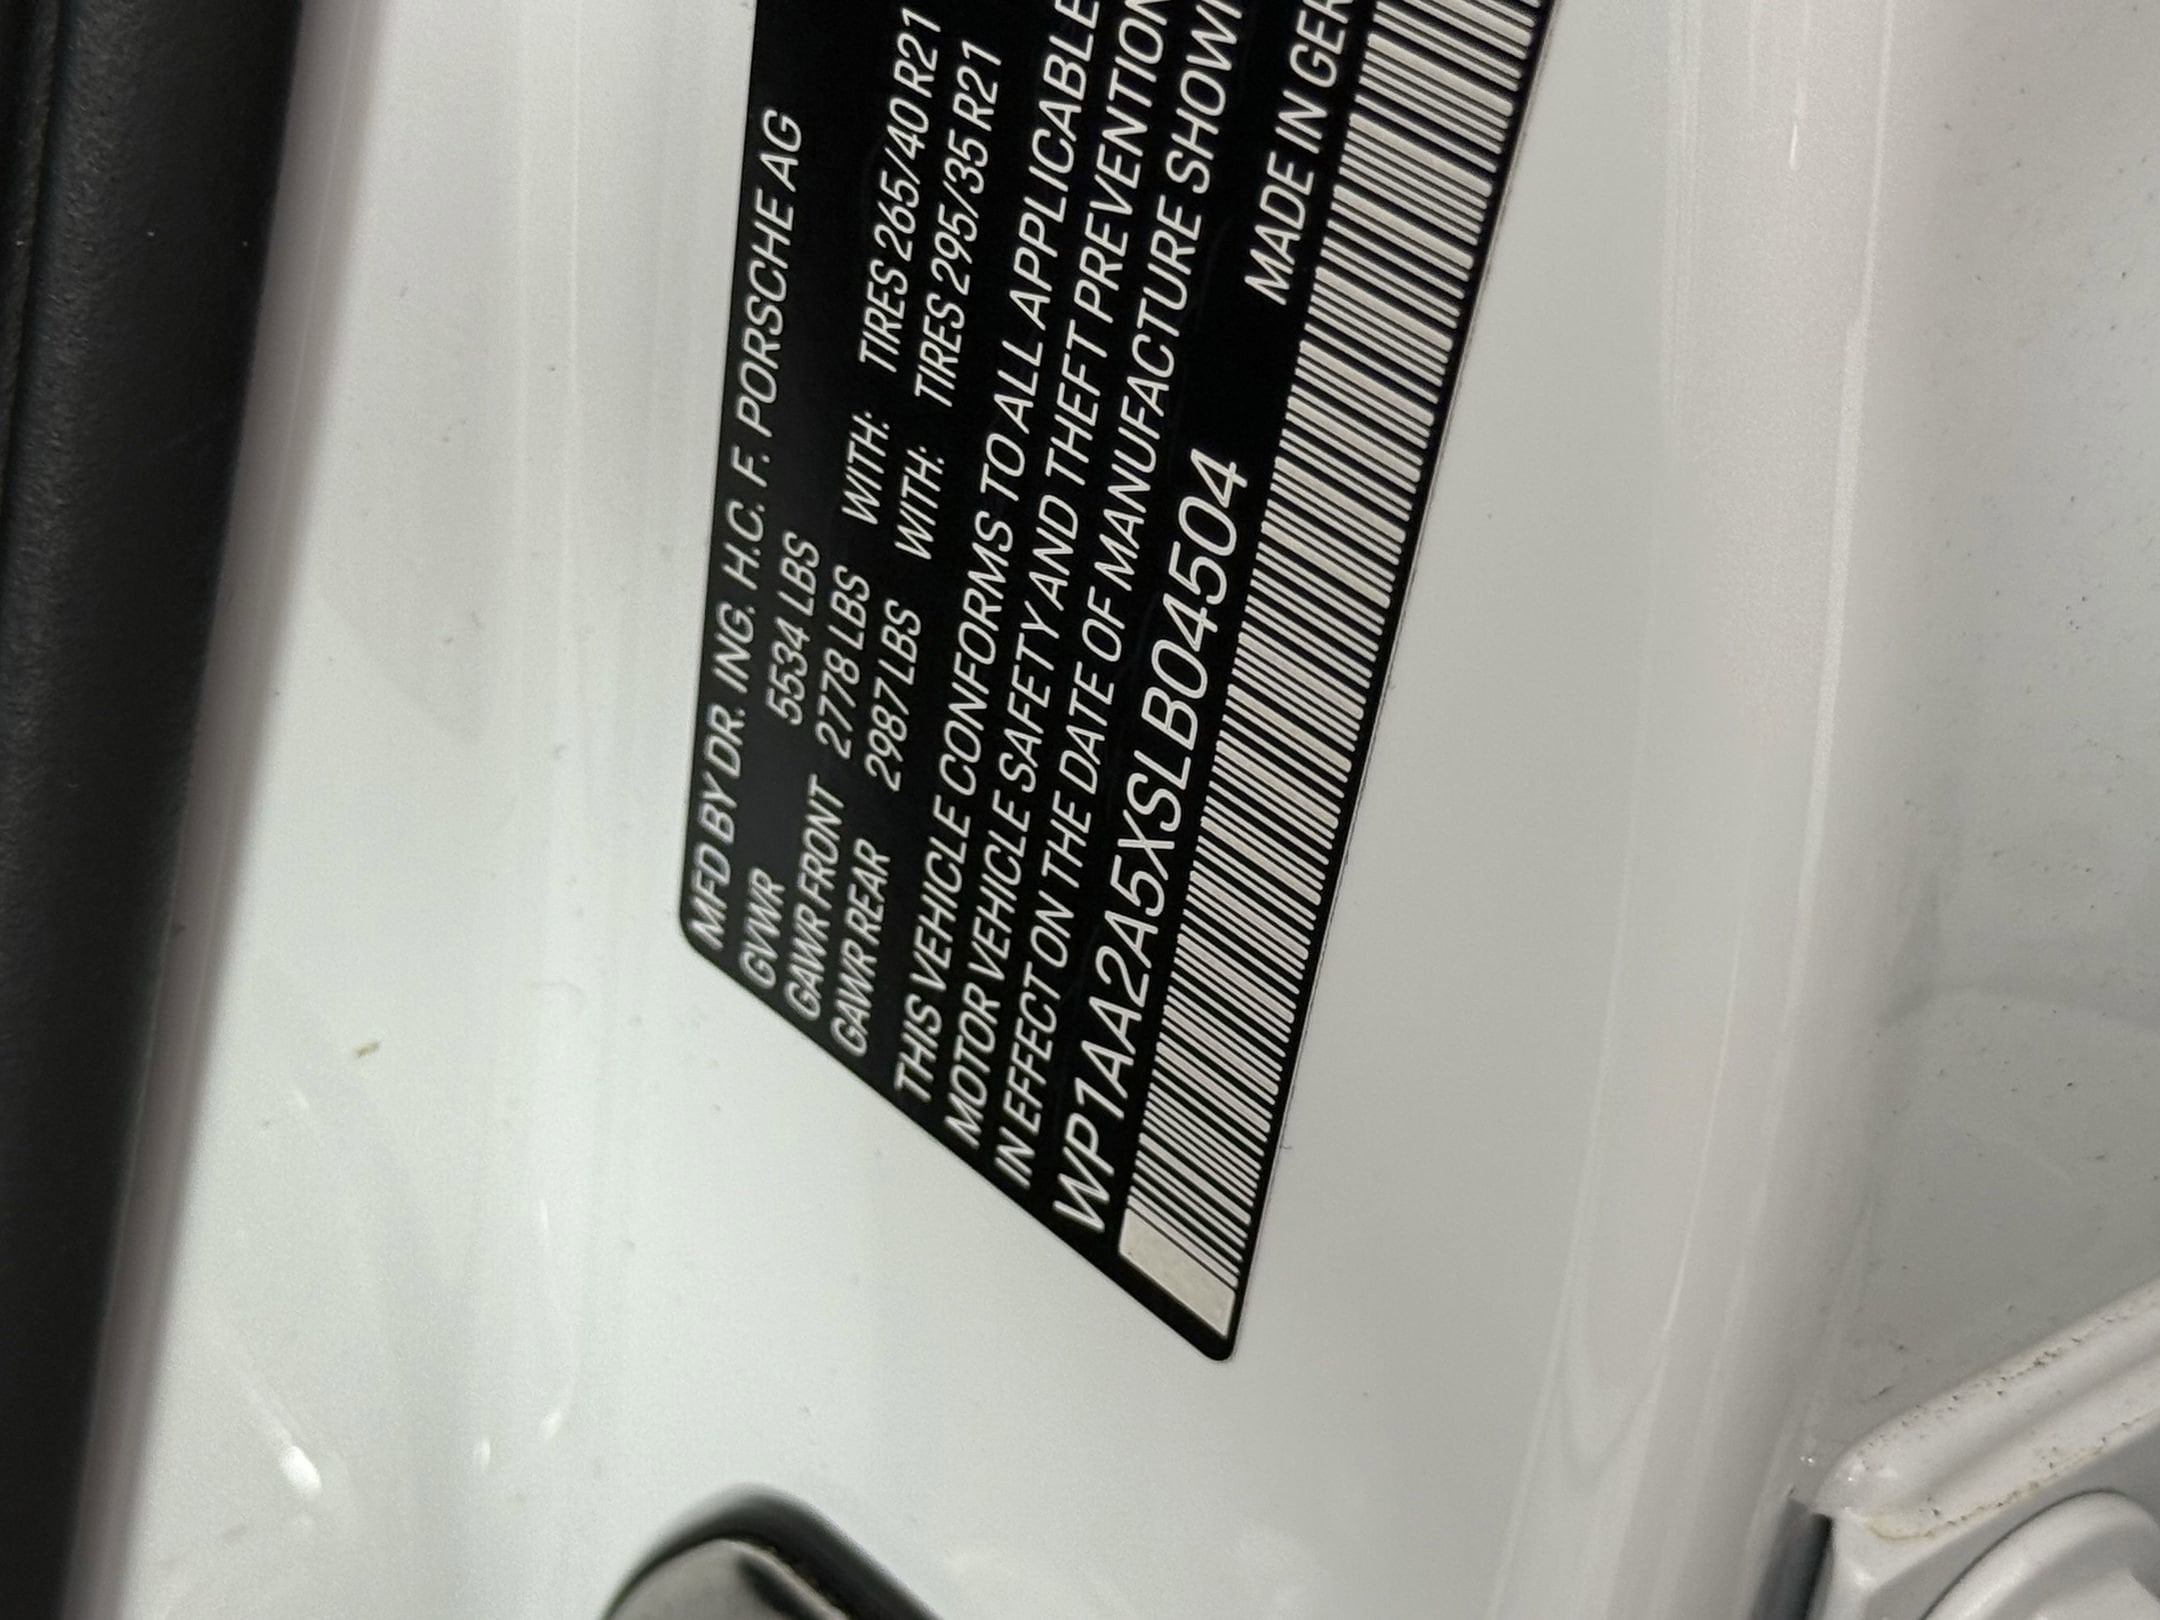 MFD BY DR. ING. H.C. F. PORSCHE AG
GVWR 5534 LBS
GAWR FRONT 2778 LBS WITH: TIRES 265/40 R21
GAWR REAR 2987 LBS WITH: TIRES 295/35 R21
THIS VEHICLE CONFORMS TO ALL APPLICABLE
MOTOR VEHICLE SAFETY AND THEFT PREVENTION
IN EFFECT ON THE DATE OF MANUFACTURE SHOW
WP1AA2A5XSLB04504 MADE IN GER